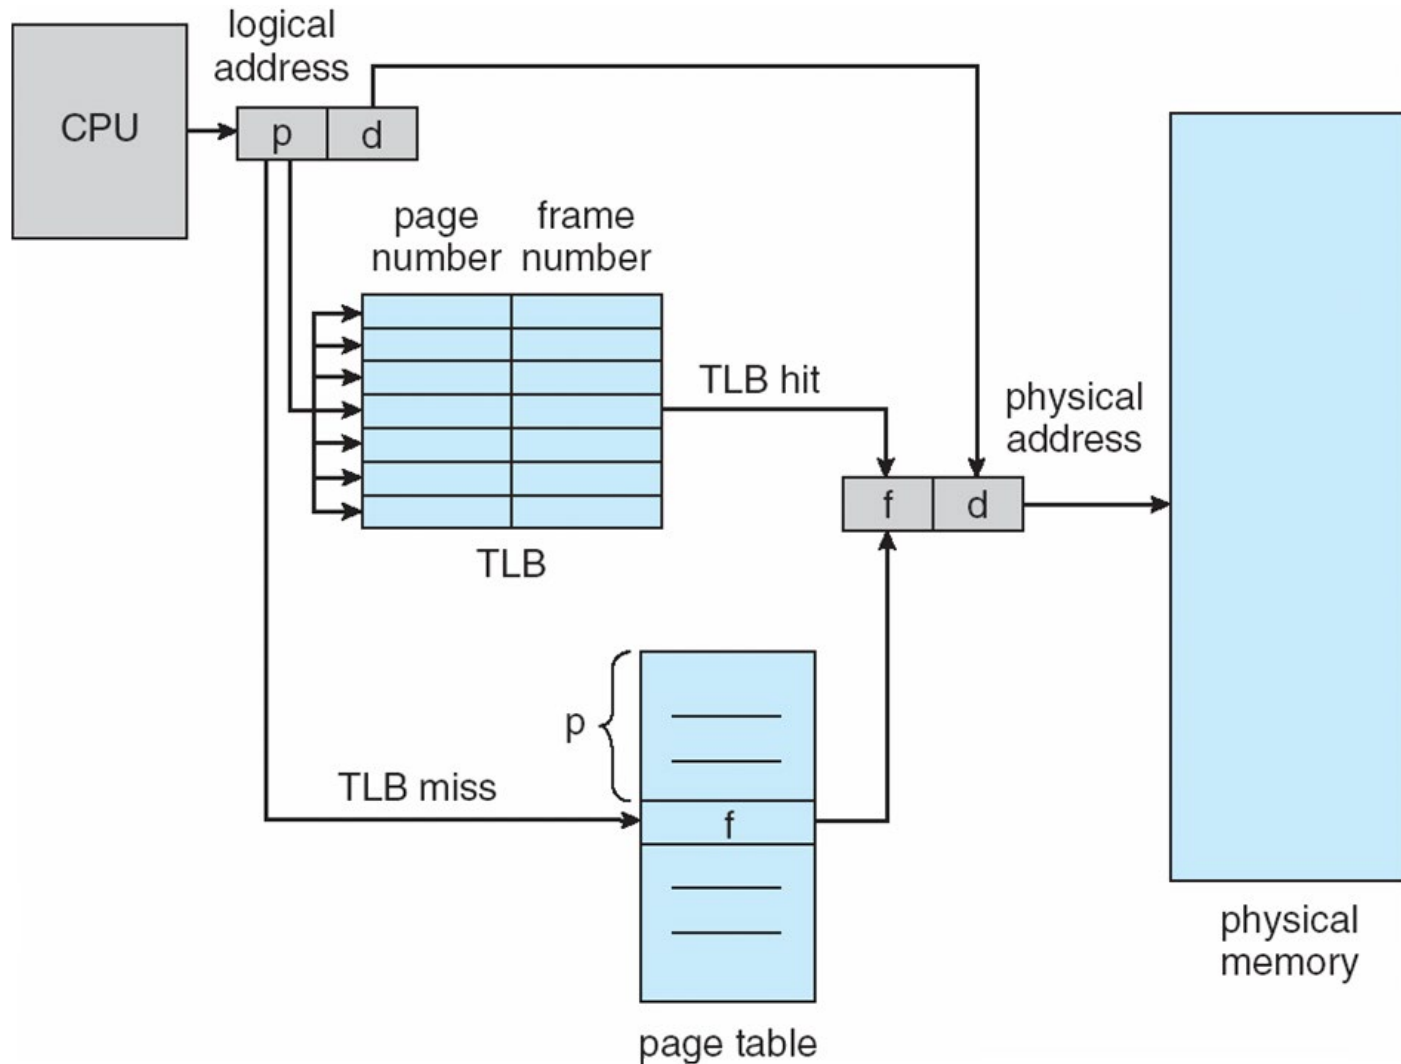 logical
address
CPU
p
d
page
number
frame
number
TLB hit
physical
address
f
d
TLB
p
TLB miss
f
physical
memory
page table